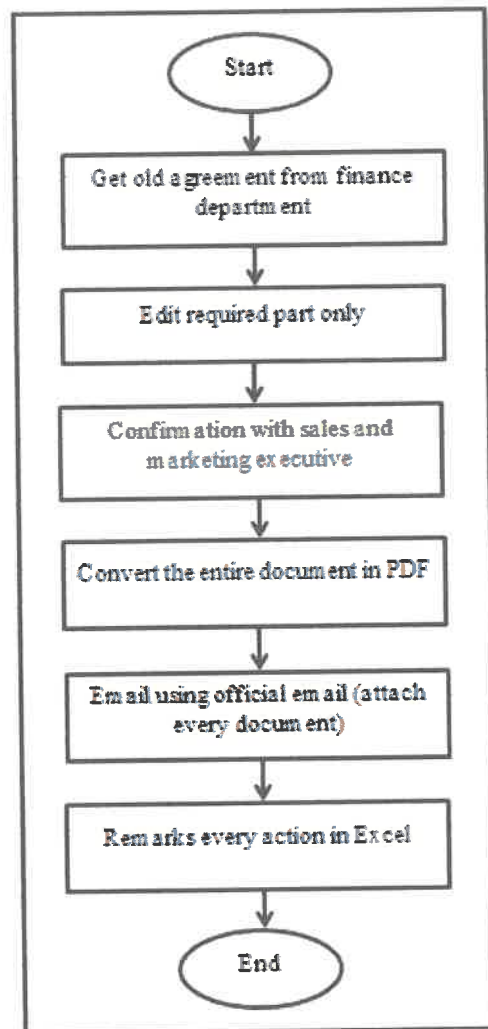 Start
Get old agreement from finance
department
Edit required part only
Confirmation with sales and
marketing executive
Convert the entire document in PDF
Email using official email (attach
every document)
Remarks every action in Excel
End